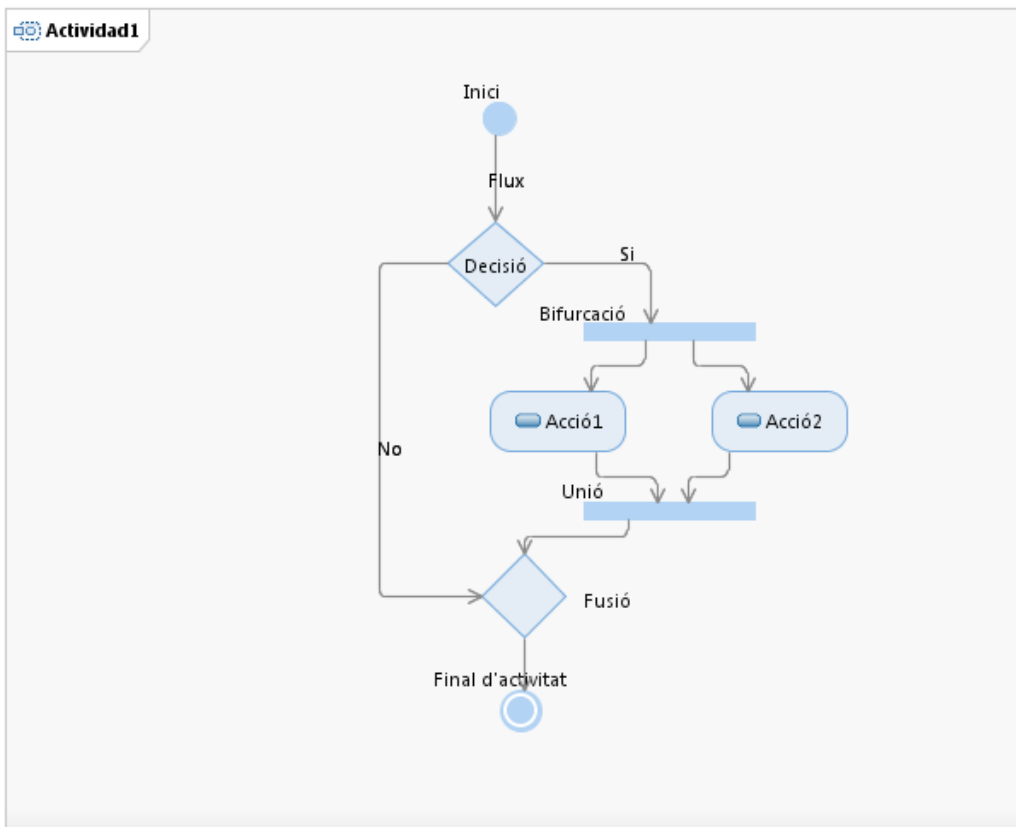 Actividad1
Inici
Flux
Decisió
Si
Bifurcació
Acció1
Acció2
No
Unió
Fusió
Final d'activitat